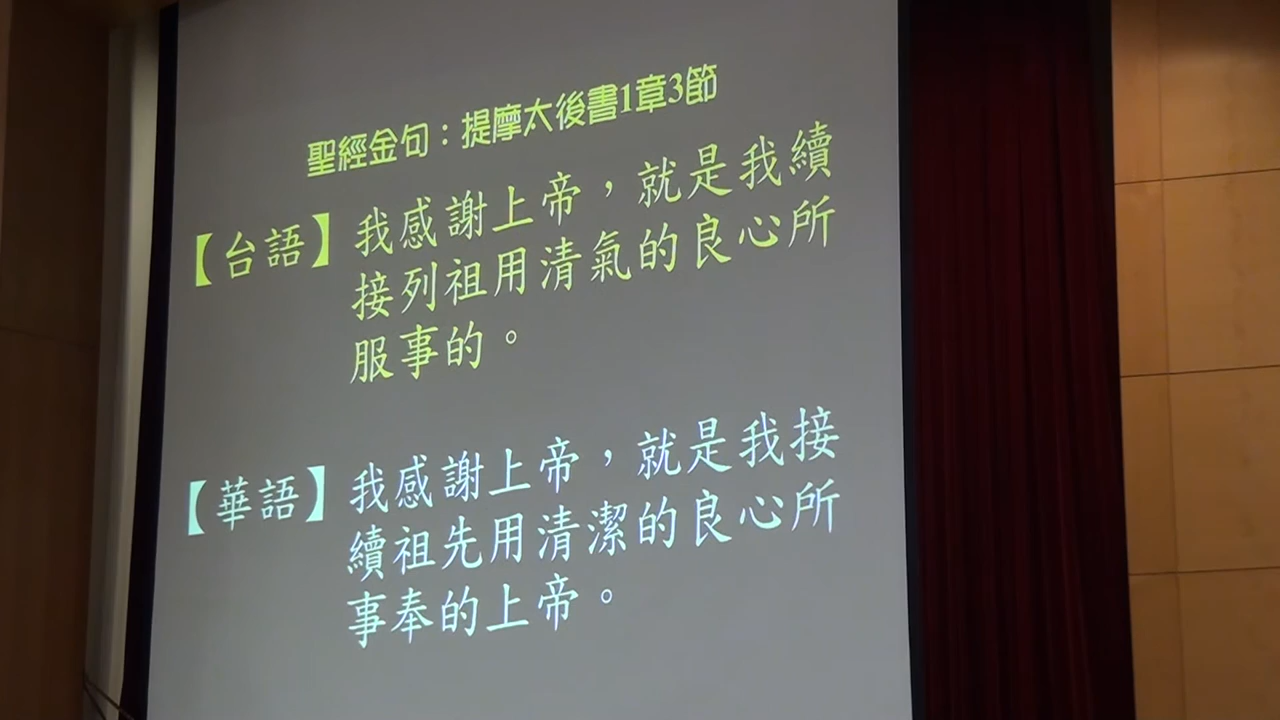 聖經金句：提摩太後書1章3節
【台語】我感謝上帝，就是我續
接列祖用清氣的良心所
服事的。
【華語】我感謝上帝，就是我接
續祖先用清潔的良心所
事奉的上帝。